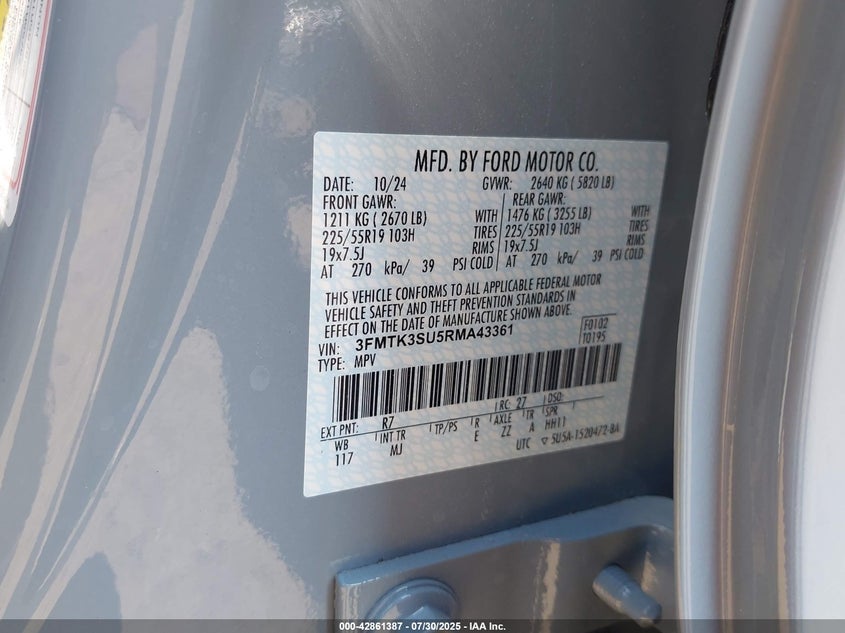 MFD. BY FORD MOTOR CO.
DATE: 10/24 GVWR: 2640 KG ( 5820 LB)
FRONT GAWR: REAR GAWR:
1211 KG ( 2670 LB) WITH 1476 KG ( 3255 LB) WITH
225/55R19 103H TIRES 225/55R19 103H TIRES
19x7.5J RIMS 19x7.5J RIMS
AT 270 kPa/ 39 PSI COLD AT 270 kPa/ 39 PSI COLD
THIS VEHICLE CONFORMS TO ALL APPLICABLE FEDERAL MOTOR
VEHICLE SAFETY AND THEFT PREVENTION STANDARDS IN
EFFECT ON THE DATE OF MANUFACTURE SHOWN ABOVE.
VIN: 3FMTK3SU5RMA43361 F0102
TYPE: MPV T0195
EXT PNT: R7 RC: 27 DSO:
WB INT TR TP/PS R AXLE TR SPR
117 MJ E ZZ A HH11
UTC 5U5A-1520472-BA
000-42861387 - 07/30/2025 - IAA Inc.